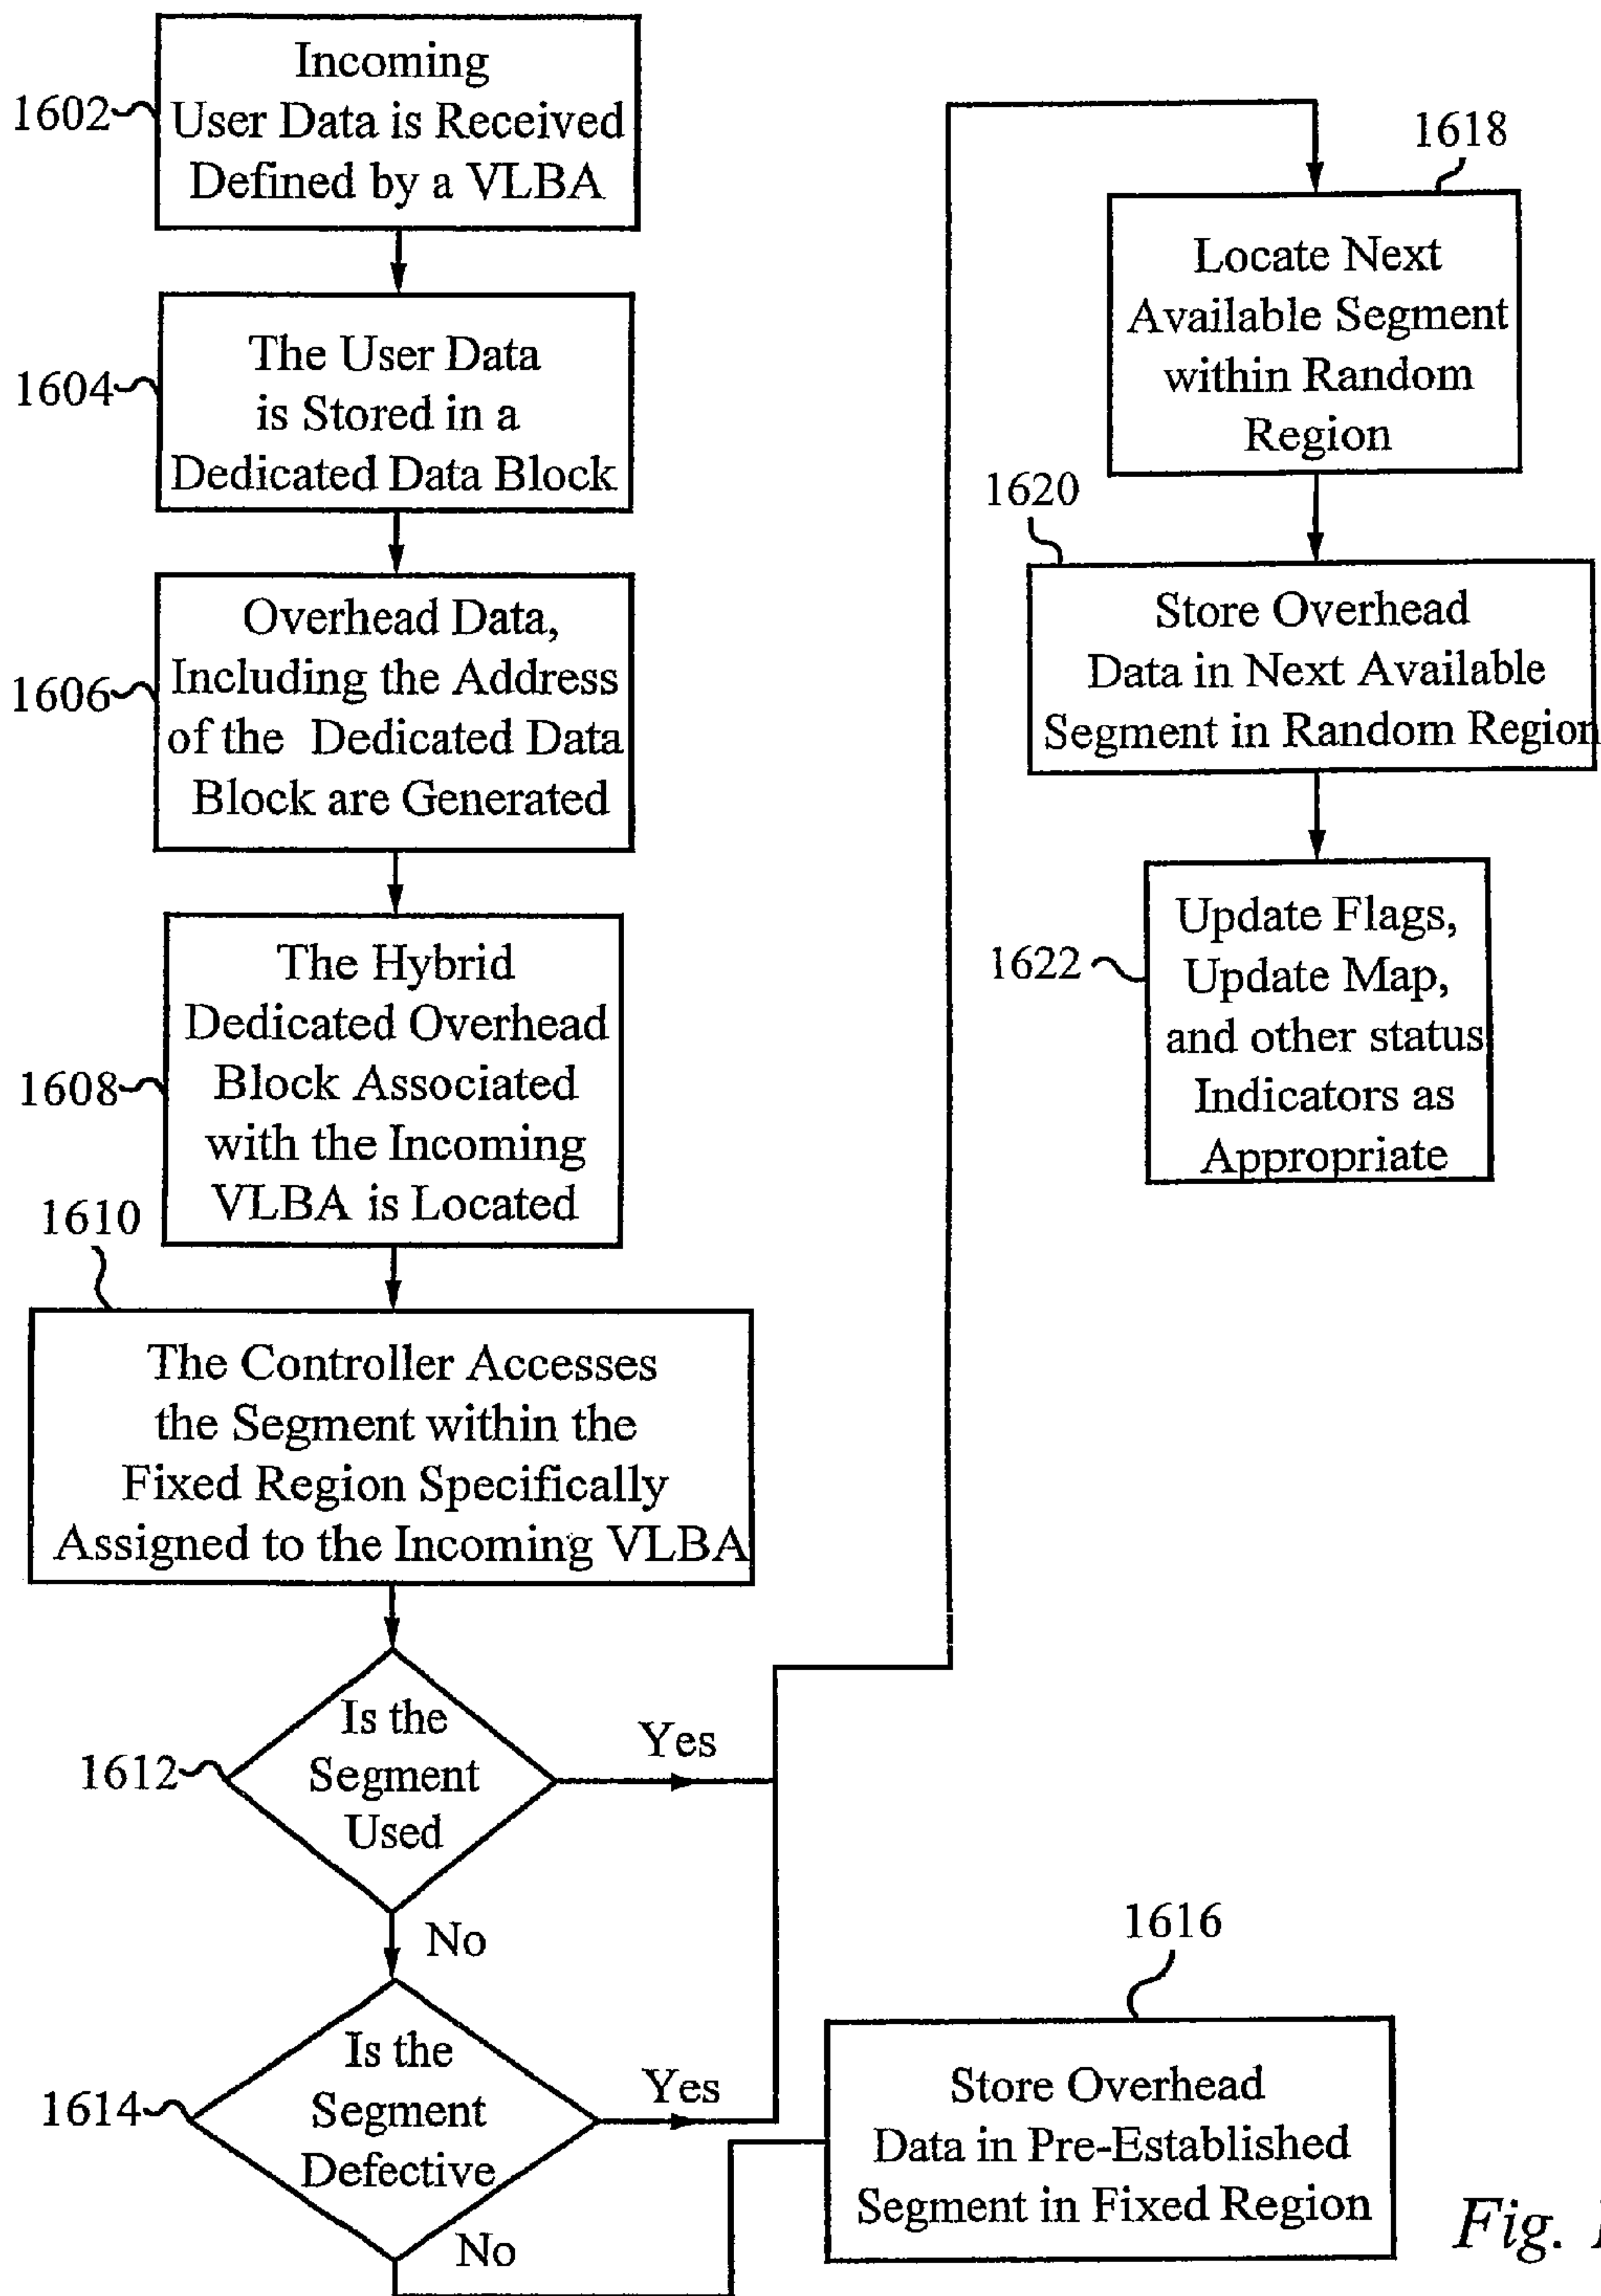 1602
Incoming
User Data is Received
Defined by a VLBA
1604
The User Data
is Stored in a
Dedicated Data Block
1606
Overhead Data,
Including the Address
of the Dedicated Data
Block are Generated
1608
The Hybrid
Dedicated Overhead
Block Associated
with the Incoming
VLBA is Located
1610
The Controller Accesses
the Segment within the
Fixed Region Specifically
Assigned to the Incoming VLBA
1612
Is the
Segment
Used
Yes
No
1614
Is the
Segment
Defective
Yes
No
1616
Store Overhead
Data in Pre-Established
Segment in Fixed Region
1618
Locate Next
Available Segment
within Random
Region
1620
Store Overhead
Data in Next Available
Segment in Random Region
1622
Update Flags,
Update Map,
and other status
Indicators as
Appropriate
Fig.